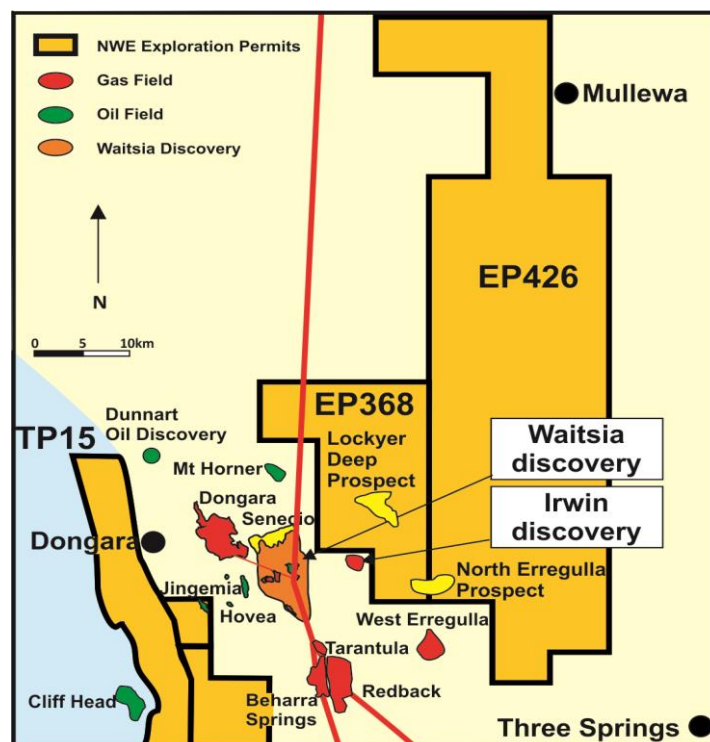 NWE Exploration Permits
Gas Field
Oil Field
Waitsia Discovery
Mullewa
N
EP426
0 5 10km
EP368
Dunnart
Oil Discovery
TP15
Lockyer
Deep
Prospect
Waitsia
discovery
Mt Horner
Dongara
Irwin
discovery
Senecio
Dongara
North Erregulla
Prospect
Jingemia
Hovea
West Erregulla
Tarantula
Cliff Head
Beharra
Springs
Redback
Three Springs